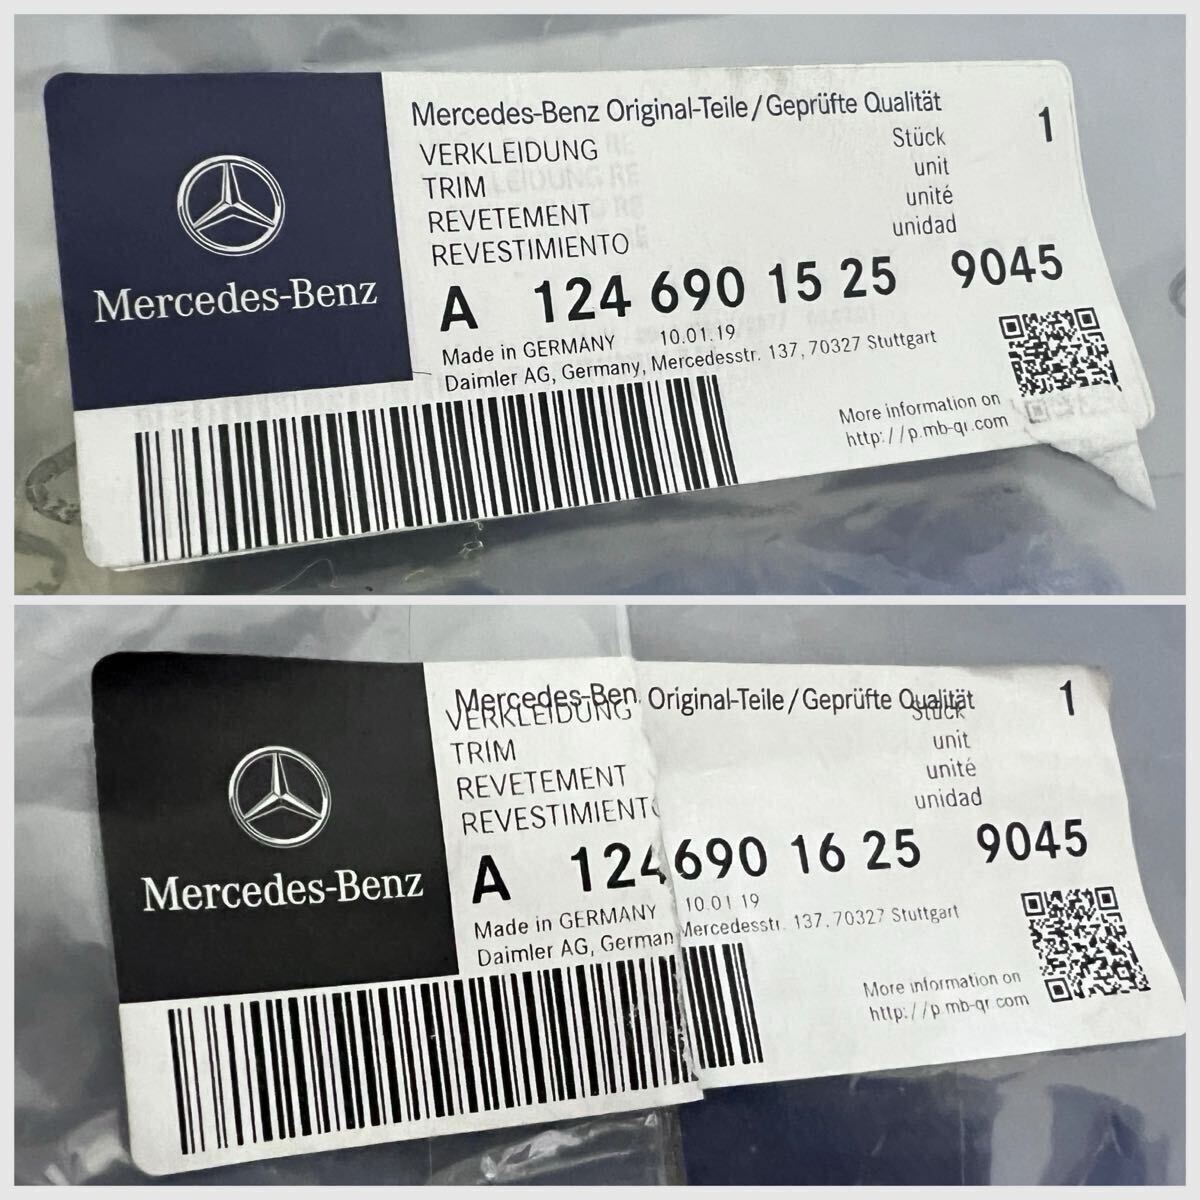 Mercedes-Benz
Mercedes-Benz Original-Teile/Geprüfte Qualität
VERKLEIDUNG Stück 1
TRIM unit
REVETEMENT unité
REVESTIMIENTO unidad
A 124 690 15 25 9045
Made in GERMANY 10.01.19
Daimler AG, Germany, Mercedesstr. 137, 70327 Stuttgart
More information on
http://p.mb-qr.com
Mercedes-Benz
Mercedes-Ben Original-Teile/Geprüfte Qualität
VERKLEIDUNG Stück 1
TRIM unit
REVETEMENT unité
REVESTIMIENTO unidad
A 124 690 16 25 9045
Made in GERMANY 10.01.19
Daimler AG, German Mercedesstr. 137, 70327 Stuttgart
More information on
http://p.mb-qr.com